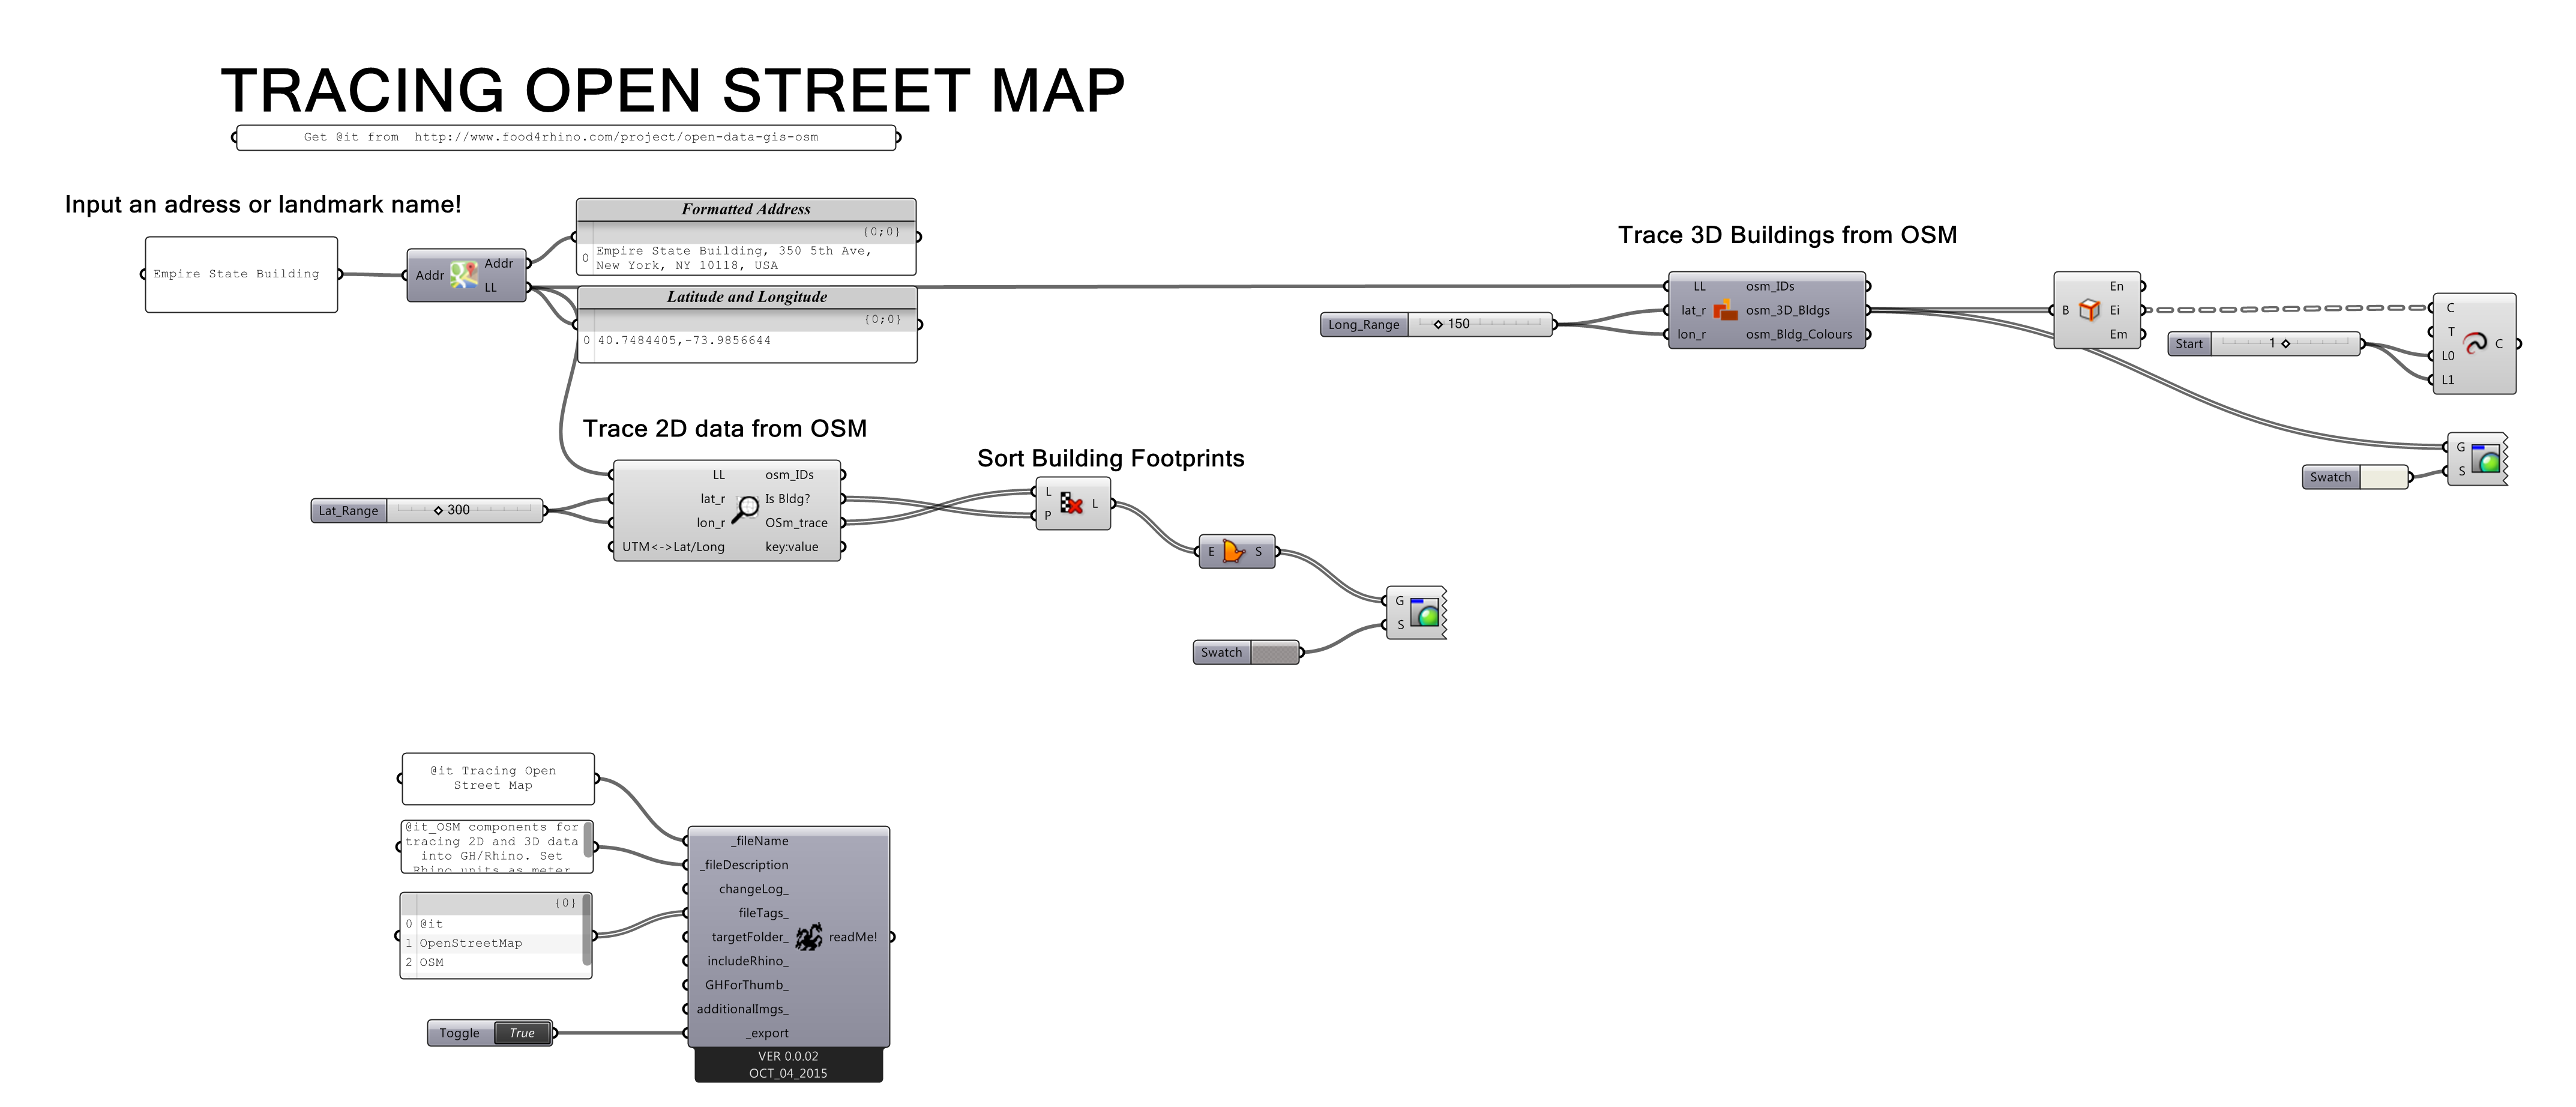 TRACING OPEN STREET MAP
Get @it from  http://www.food4rhino.com/project/open-data-gis-osm
Input an adress or landmark name!
Empire State Building
Addr
Addr
LL
Formatted Address
{0;0}
0
Empire State Building, 350 5th Ave,
New York, NY 10118, USA
Latitude and Longitude
{0;0}
0 40.7484405,-73.9856644
Trace 3D Buildings from OSM
Long_Range 150
LL osm_IDs
lat_r osm_3D_Bldgs
lon_r osm_Bldg_Colours
B
En
Ei
Em
Start 1
C
T
L0
L1
C
G
S
Swatch
Trace 2D data from OSM
Lat_Range 300
LL osm_IDs
lat_r Is Bldg?
lon_r OSm_trace
UTM<->Lat/Long key:value
Sort Building Footprints
L
P
L
E S
G
S
Swatch
@it Tracing Open
Street Map
@it_OSM components for
tracing 2D and 3D data
into GH/Rhino. Set
Rhino units as meter
{0}
0 @it
1 OpenStreetMap
2 OSM
Toggle True
_fileName
_fileDescription
changeLog_
fileTags_
targetFolder_ readMe!
includeRhino_
GHForThumb_
additionalImgs_
_export
VER 0.0.02
OCT_04_2015